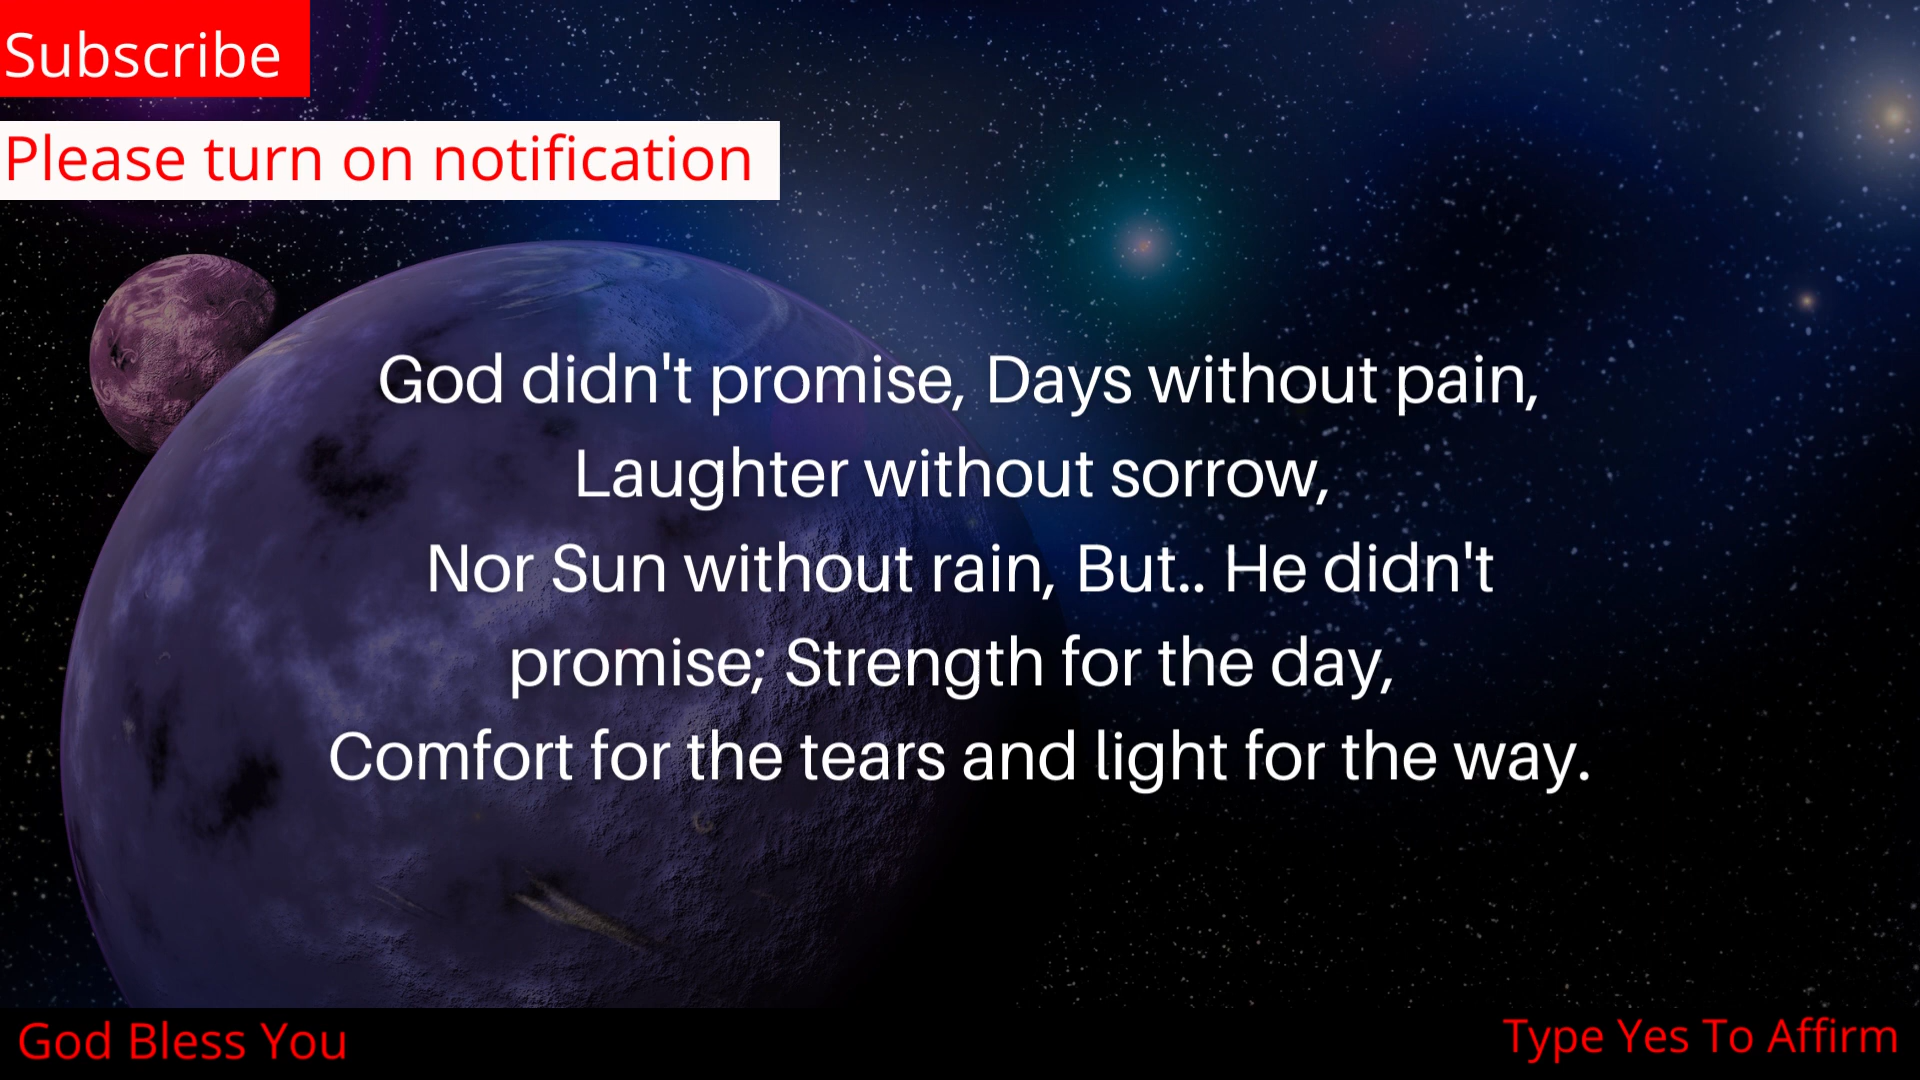 Subscribe
Please turn on notification
God didn't promise, Days without pain,
Laughter without sorrow,
Nor Sun without rain, But.. He didn't
promise; Strength for the day,
Comfort for the tears and light for the way.
God Bless You
Type Yes To Affirm